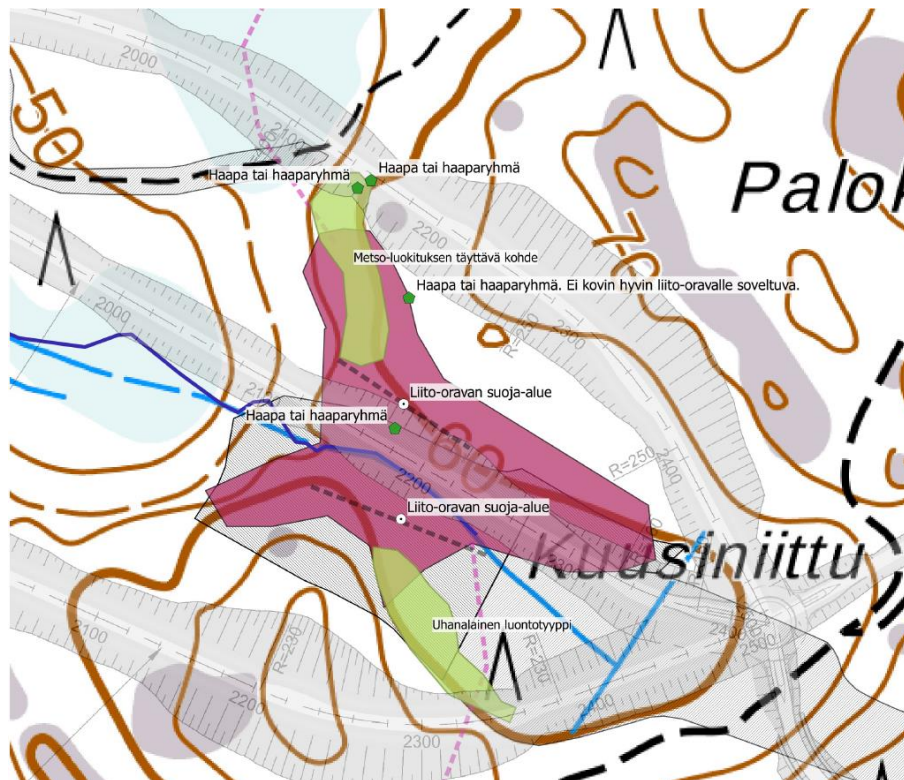 2000
50
2100
Haapa tai haaparyhmä
Haapa tai haaparyhmä
70
Palok
2200
Metso-luokituksen täyttävä kohde
Haapa tai haaparyhmä. Ei kovin hyvin liito-oravalle soveltuva.
2000
2300
Liito-oravan suoja-alue
Haapa tai haaparyhmä
60
R=250
2400
2200
Liito-oravan suoja-alue
Kuusiniittu
Uhanalainen luontotyyppi
2100
R=230
2400
2500
2200
2300